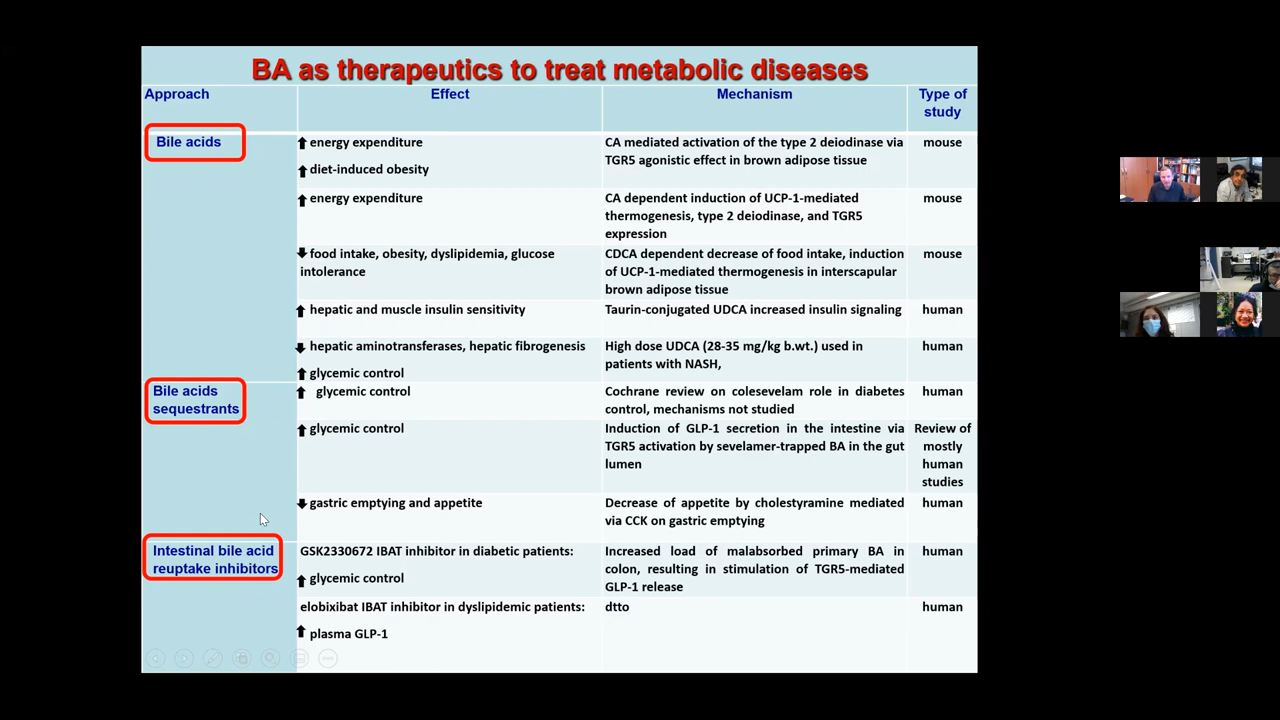 BA as therapeutics to treat metabolic diseases
Approach
Effect
Mechanism
Type of
study
Bile acids
energy expenditure
diet-induced obesity
CA mediated activation of the type 2 deiodinase via
TGR5 agonistic effect in brown adipose tissue
mouse
energy expenditure
CA dependent induction of UCP-1-mediated
thermogenesis, type 2 deiodinase, and TGR5
expression
mouse
food intake, obesity, dyslipidemia, glucose
intolerance
CDCA dependent decrease of food intake, induction
of UCP-1-mediated thermogenesis in interscapular
brown adipose tissue
mouse
hepatic and muscle insulin sensitivity
Taurin-conjugated UDCA increased insulin signaling
human
hepatic aminotransferases, hepatic fibrogenesis
glycemic control
High dose UDCA (28-35 mg/kg b.wt.) used in
patients with NASH,
human
Bile acids
sequestrants
glycemic control
Cochrane review on colesevelam role in diabetes
control, mechanisms not studied
human
glycemic control
Induction of GLP-1 secretion in the intestine via
TGR5 activation by sevelamer-trapped BA in the gut
lumen
Review of
mostly
human
studies
gastric emptying and appetite
Decrease of appetite by cholestyramine mediated
via CCK on gastric emptying
human
Intestinal bile acid
reuptake inhibitors
GSK2330672 IBAT inhibitor in diabetic patients:
glycemic control
Increased load of malabsorbed primary BA in
colon, resulting in stimulation of TGR5-mediated
GLP-1 release
human
elobixibat IBAT inhibitor in dyslipidemic patients:
plasma GLP-1
dtto
human